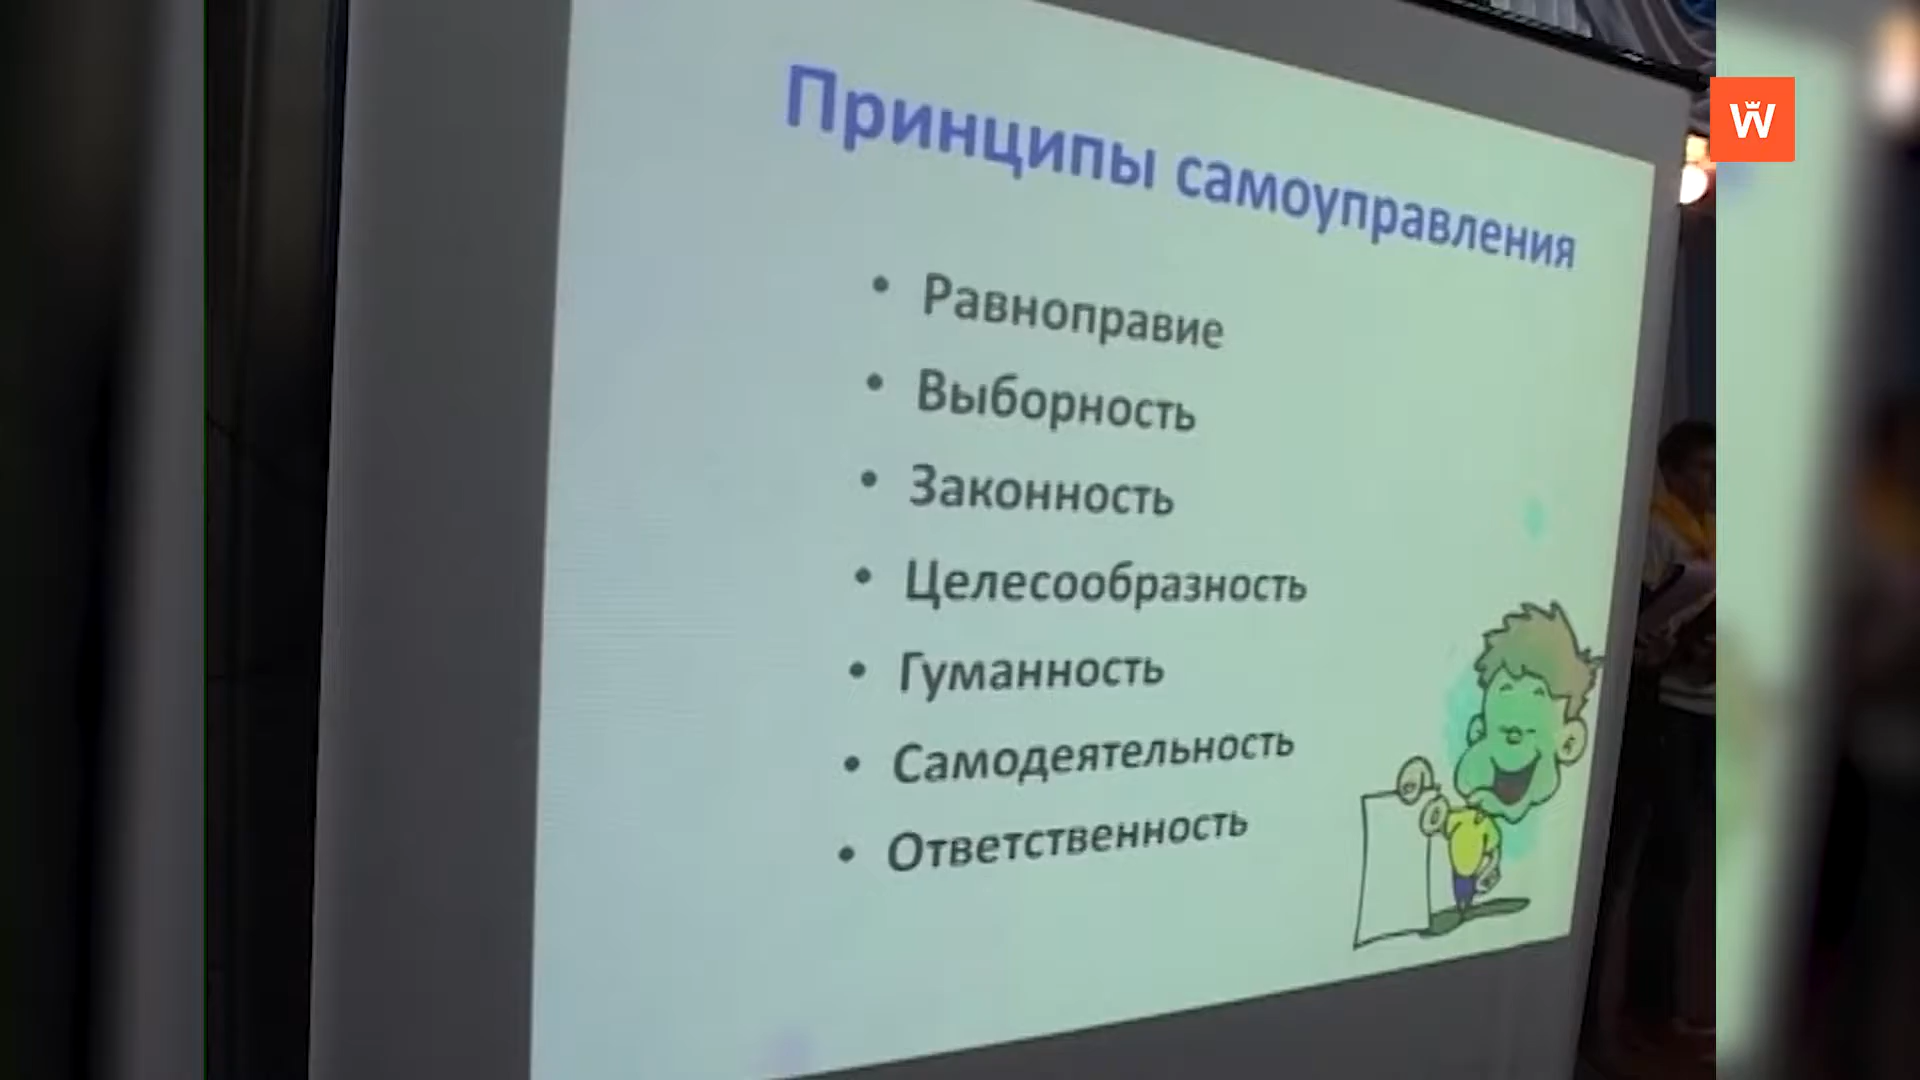 Принципы самоуправления
• Равноправие
• Выборность
• Законность
• Целесообразность
• Гуманность
• Самодеятельность
• Ответственность
W